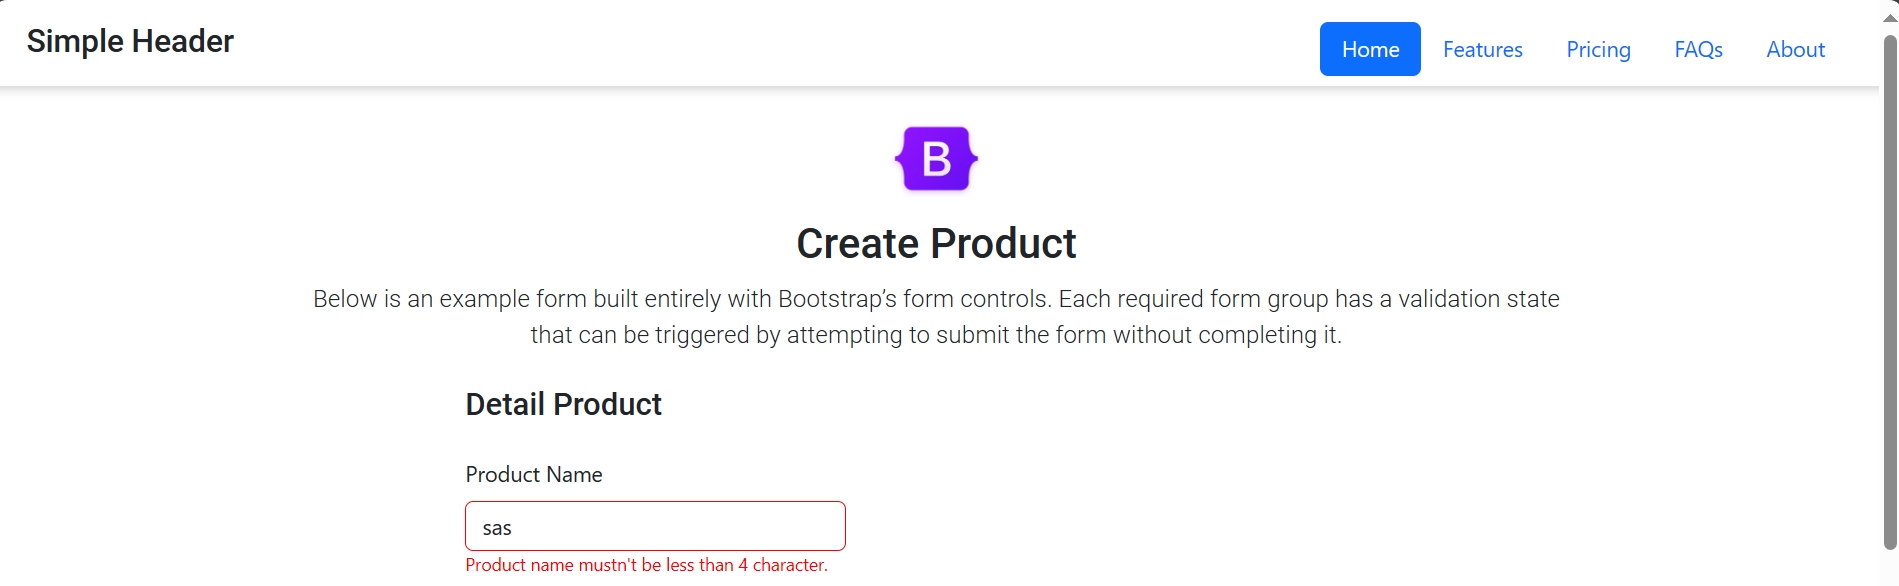 Simple Header
Home Features Pricing FAQs About
B
Create Product
Below is an example form built entirely with Bootstrap’s form controls. Each required form group has a validation state
that can be triggered by attempting to submit the form without completing it.
Detail Product
Product Name
sas
Product name mustn't be less than 4 character.